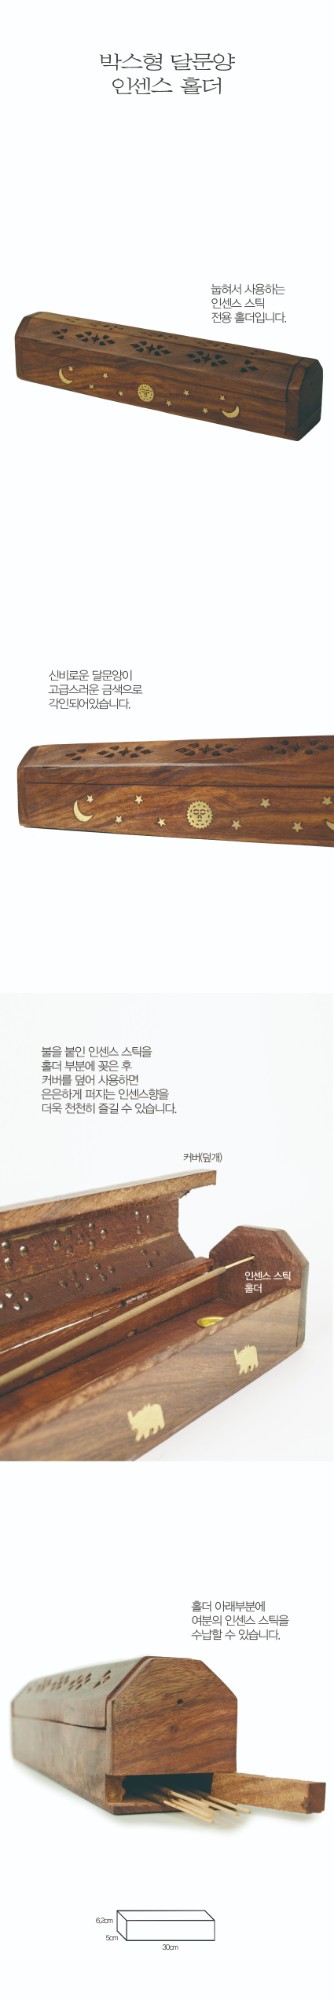 박스형 달문양
인센스 홀더
눕혀서 사용하는
인센스 스틱
전용 홀더입니다.
신비로운 달문양이
고급스러운 금색으로
각인되어있습니다.
불을 붙인 인센스 스틱을
홀더 부분에 꽂은 후
커버를 덮어 사용하면
은은하게 퍼지는 인센스향을
더욱 천천히 즐길 수 있습니다.
커버(덮개)
인센스 스틱
홀더
홀더 아래부분에
여분의 인센스 스틱을
수납할 수 있습니다.
6.2cm
5cm
30cm